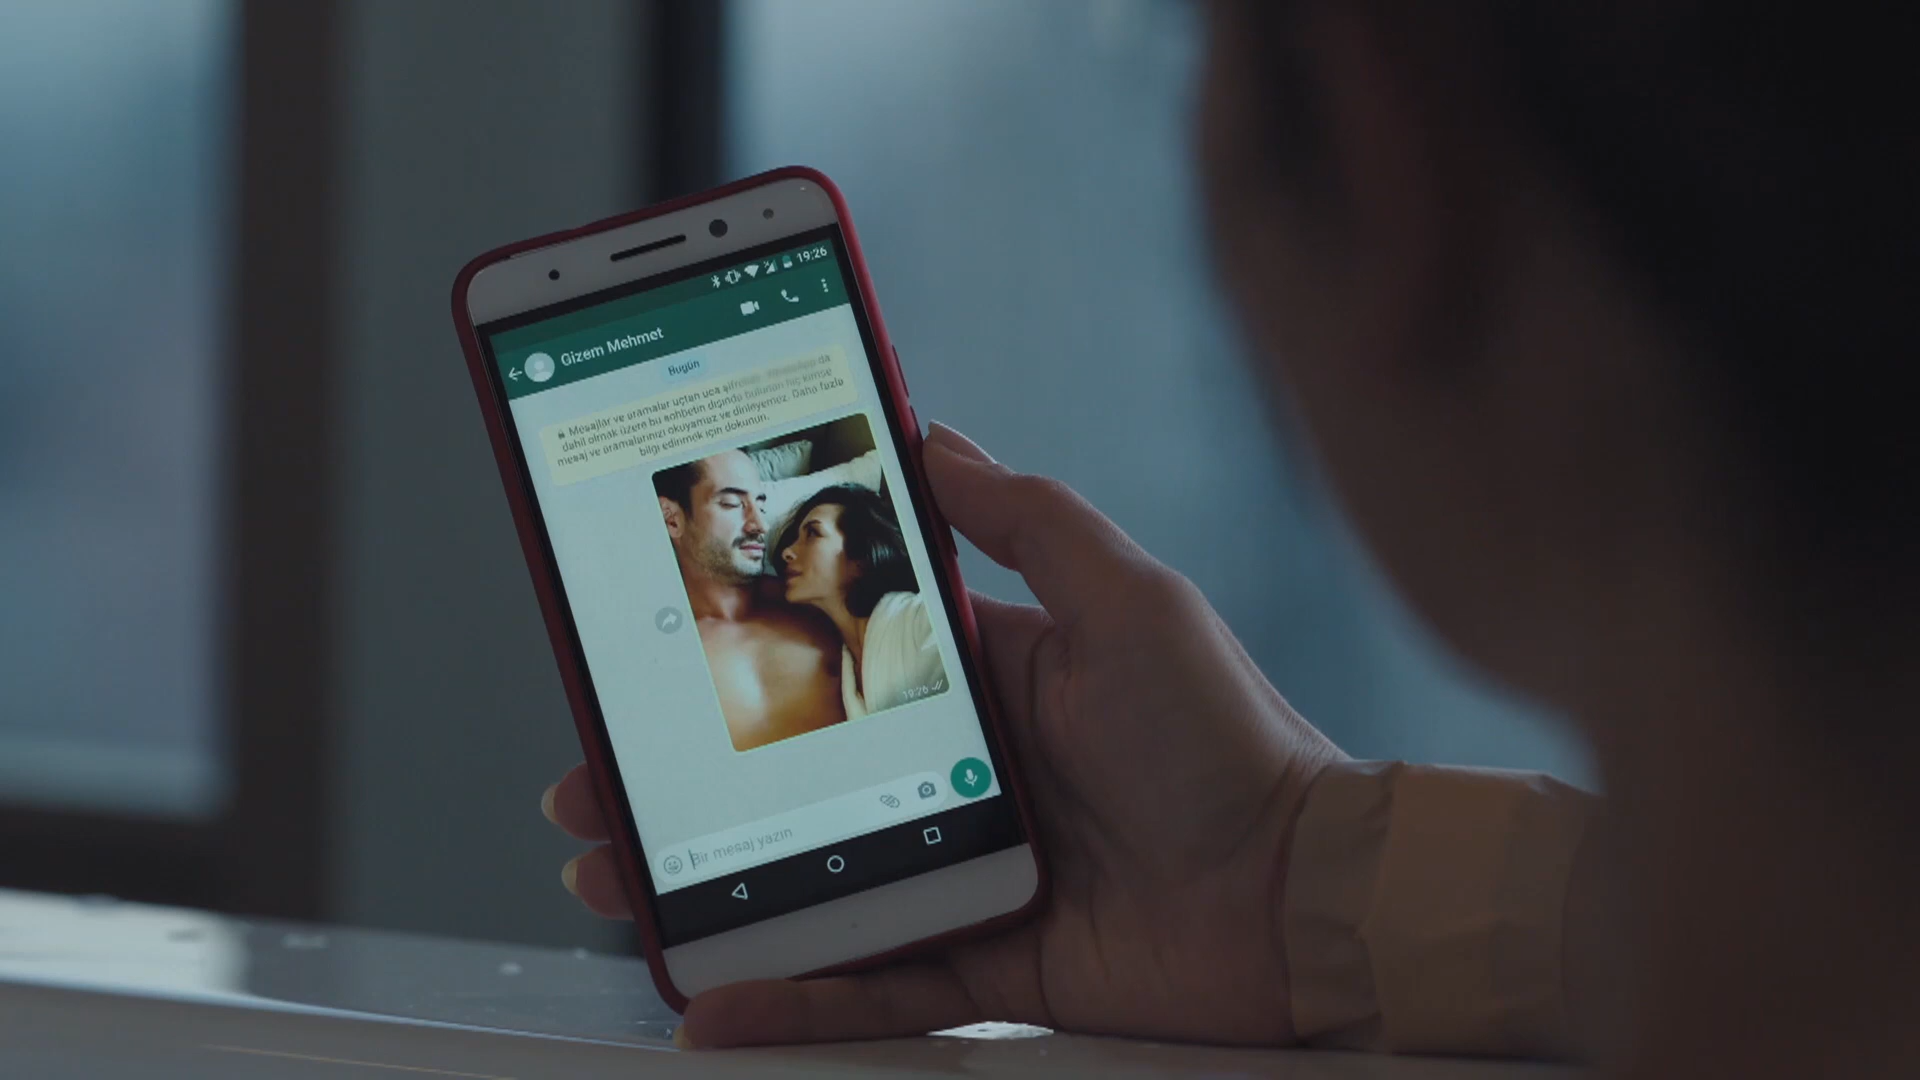 19:26
Gizem Mehmet
Bugün
Mesajlar ve aramalar uçtan uca da
dahil olmak üzere bu sohbetin dışında bulunan hiç kimse
mesaj ve aramalarınızı okuyamaz ve dinleyemez. Daha fazla
bilgi edinmek için dokunun.
19:26
Bir mesaj yazın